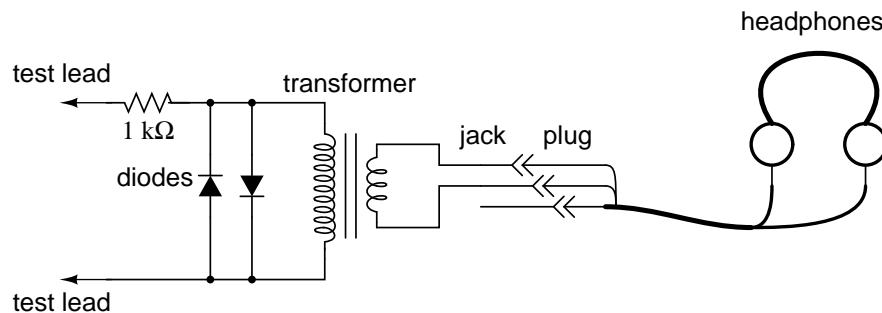 headphones
test lead
transformer
1 kΩ
jack plug
diodes
test lead